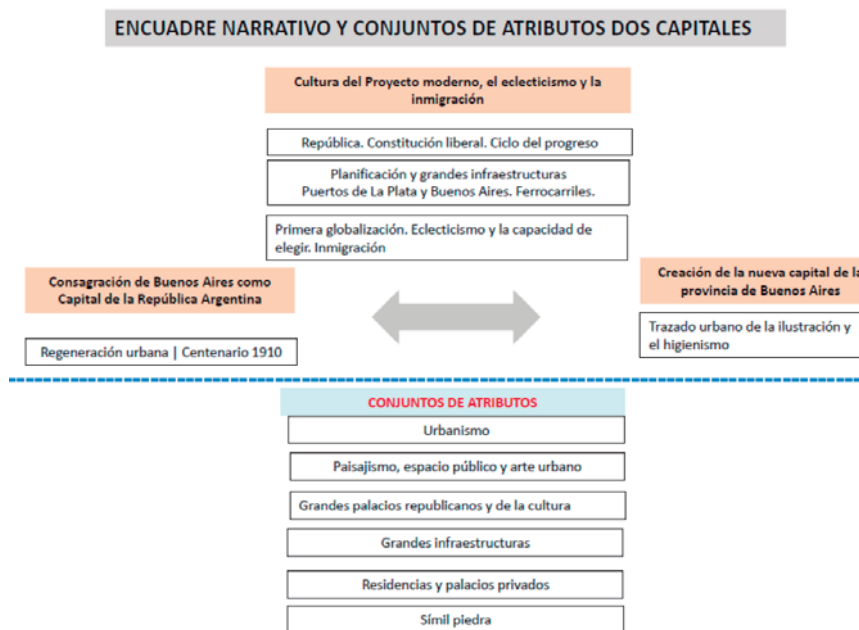 ENCUADRE NARRATIVO Y CONJUNTOS DE ATRIBUTOS DOS CAPITALES
Cultura del Proyecto moderno, el eclecticismo y la
inmigración
República. Constitución liberal. Ciclo del progreso
Planificación y grandes infraestructuras
Puertos de La Plata y Buenos Aires. Ferrocarriles.
Primera globalización. Eclecticismo y la capacidad de
elegir. Inmigración
Consagración de Buenos Aires como
Capital de la República Argentina
Regeneración urbana | Centenario 1910
Creación de la nueva capital de la
provincia de Buenos Aires
Trazado urbano de la ilustración y
el higienismo
CONJUNTOS DE ATRIBUTOS
Urbanismo
Paisajismo, espacio público y arte urbano
Grandes palacios republicanos y de la cultura
Grandes infraestructuras
Residencias y palacios privados
Símil piedra